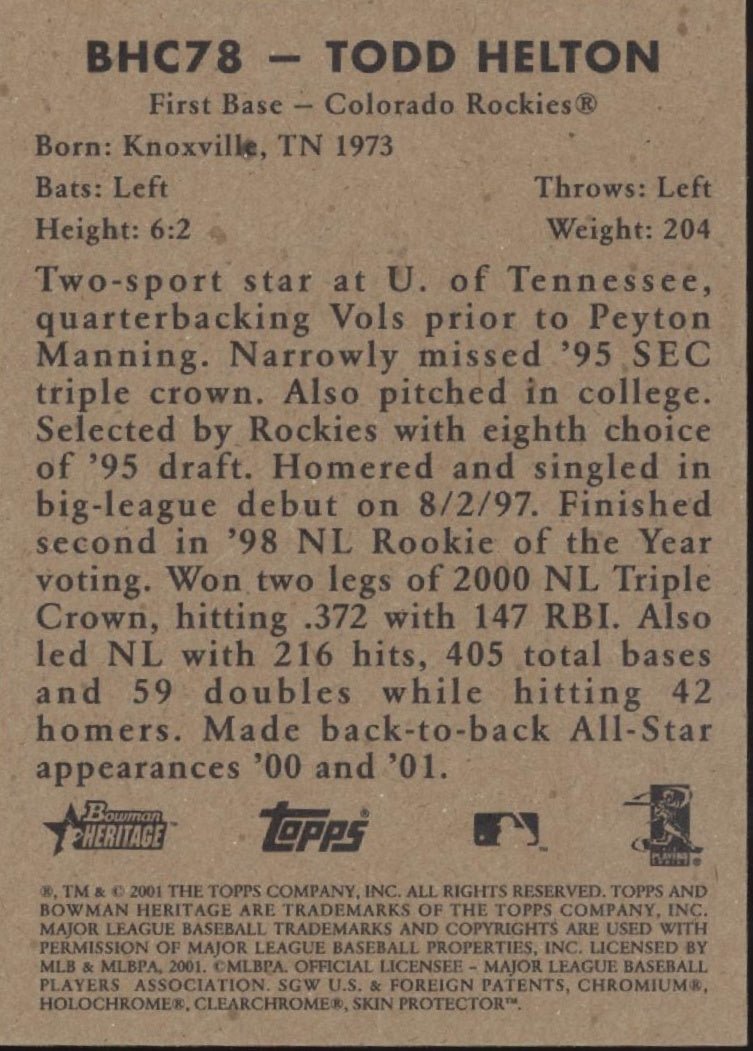 BHC78 – TODD HELTON
First Base – Colorado Rockies®
Born: Knoxville, TN 1973
Bats: Left Throws: Left
Height: 6:2 Weight: 204
Two-sport star at U. of Tennessee,
quarterbacking Vols prior to Peyton
Manning. Narrowly missed '95 SEC
triple crown. Also pitched in college.
Selected by Rockies with eighth choice
of '95 draft. Homered and singled in
big-league debut on 8/2/97. Finished
second in '98 NL Rookie of the Year
voting. Won two legs of 2000 NL Triple
Crown, hitting .372 with 147 RBI. Also
led NL with 216 hits, 405 total bases
and 59 doubles while hitting 42
homers. Made back-to-back All-Star
appearances '00 and '01.
Bowman
HERITAGE™
Topps®
®, TM & © 2001 THE TOPPS COMPANY, INC. ALL RIGHTS RESERVED. TOPPS AND
BOWMAN HERITAGE ARE TRADEMARKS OF THE TOPPS COMPANY, INC.
MAJOR LEAGUE BASEBALL TRADEMARKS AND COPYRIGHTS ARE USED WITH
PERMISSION OF MAJOR LEAGUE BASEBALL PROPERTIES, INC. LICENSED BY
MLB & MLBPA, 2001. ©MLBPA. OFFICIAL LICENSEE – MAJOR LEAGUE BASEBALL
PLAYERS ASSOCIATION. SGW U.S. & FOREIGN PATENTS, CHROMIUM®,
HOLOCHROME®, CLEARCHROME®, SKIN PROTECTOR™.